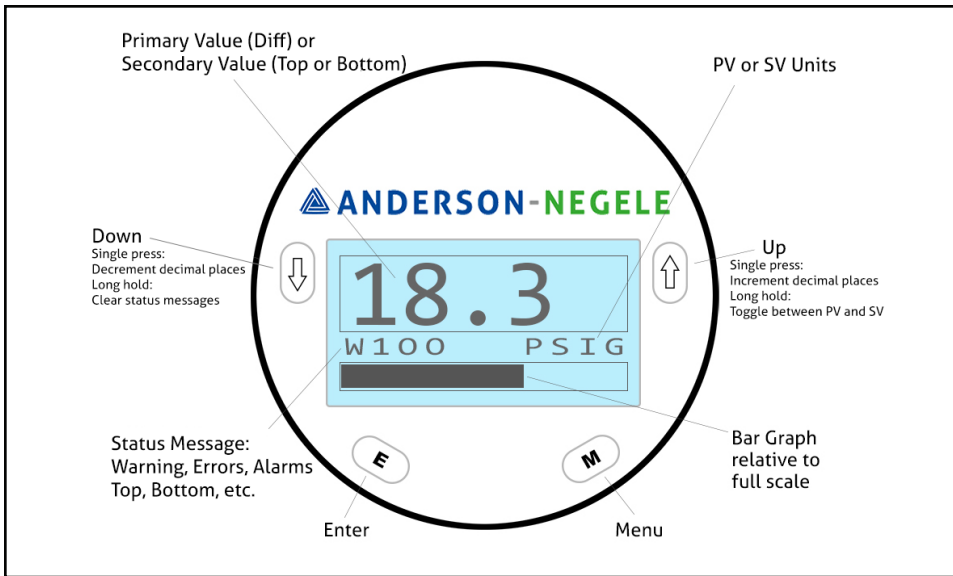 Primary Value (Diff) or
Secondary Value (Top or Bottom)
PV or SV Units
ANDERSON-NEGELE
Down
Single press:
Decrement decimal places
Long hold:
Clear status messages
Up
Single press:
Increment decimal places
Long hold:
Toggle between PV and SV
18.3
W100 PSIG
Status Message:
Warning, Errors, Alarms
Top, Bottom, etc.
Bar Graph
relative to
full scale
E
M
Enter
Menu